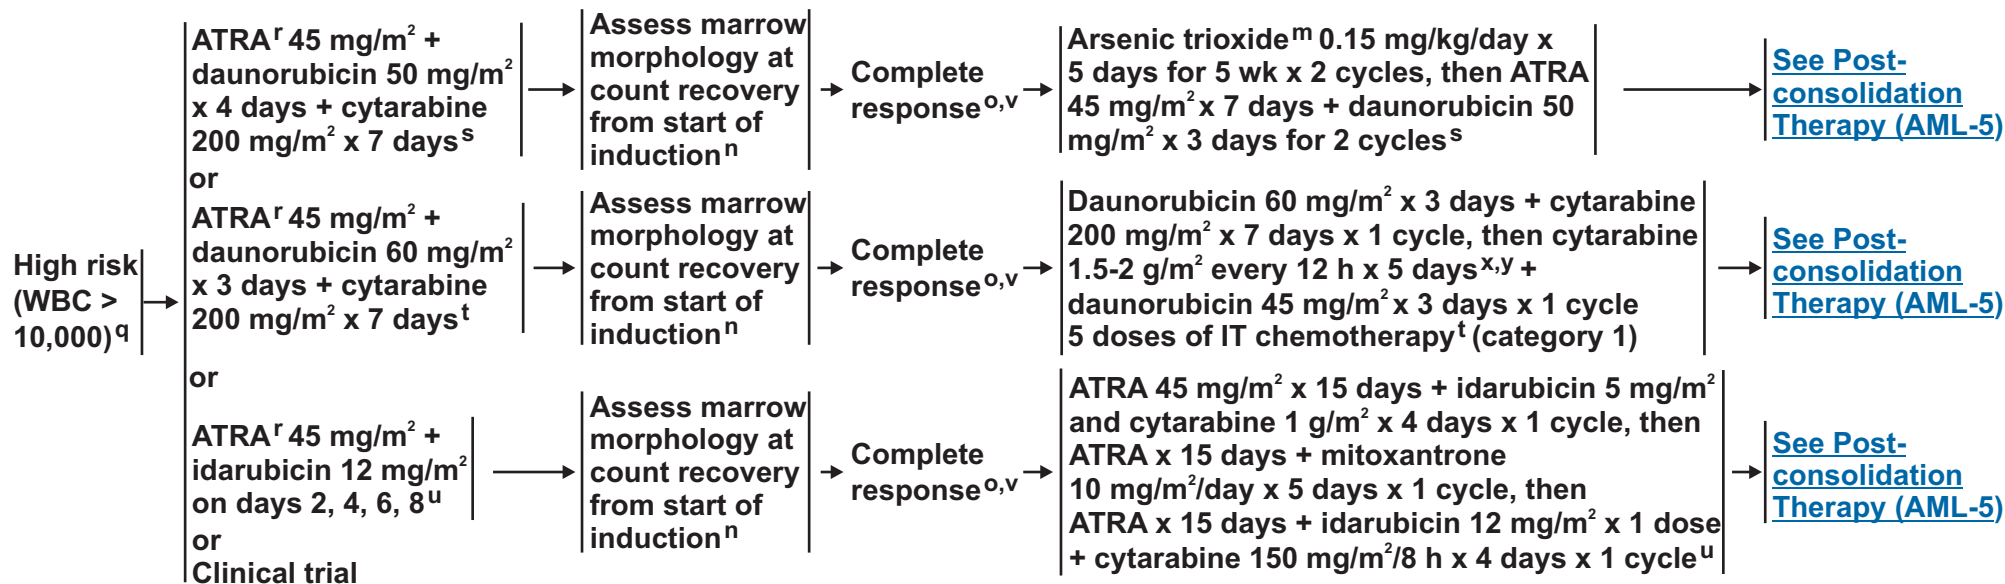 High risk
(WBC >
10,000)q
ATRAr 45 mg/m² +
daunorubicin 50 mg/m²
x 4 days + cytarabine
200 mg/m² x 7 dayss
Assess marrow
morphology at
count recovery
from start of
inductionn
Complete
responseo,v
Arsenic trioxidem 0.15 mg/kg/day x
5 days for 5 wk x 2 cycles, then ATRA
45 mg/m² x 7 days + daunorubicin 50
mg/m² x 3 days for 2 cycless
See Post-
consolidation
Therapy (AML-5)
or
ATRAr 45 mg/m² +
daunorubicin 60 mg/m²
x 3 days + cytarabine
200 mg/m² x 7 dayst
Assess marrow
morphology at
count recovery
from start of
inductionn
Complete
responseo,v
Daunorubicin 60 mg/m² x 3 days + cytarabine
200 mg/m² x 7 days x 1 cycle, then cytarabine
1.5-2 g/m² every 12 h x 5 daysx,y +
daunorubicin 45 mg/m² x 3 days x 1 cycle
5 doses of IT chemotherapyt (category 1)
See Post-
consolidation
Therapy (AML-5)
or
ATRAr 45 mg/m² +
idarubicin 12 mg/m²
on days 2, 4, 6, 8u
Assess marrow
morphology at
count recovery
from start of
inductionn
Complete
responseo,v
ATRA 45 mg/m² x 15 days + idarubicin 5 mg/m²
and cytarabine 1 g/m² x 4 days x 1 cycle, then
ATRA x 15 days + mitoxantrone
10 mg/m²/day x 5 days x 1 cycle, then
ATRA x 15 days + idarubicin 12 mg/m² x 1 dose
+ cytarabine 150 mg/m²/8 h x 4 days x 1 cycleu
See Post-
consolidation
Therapy (AML-5)
or
Clinical trial